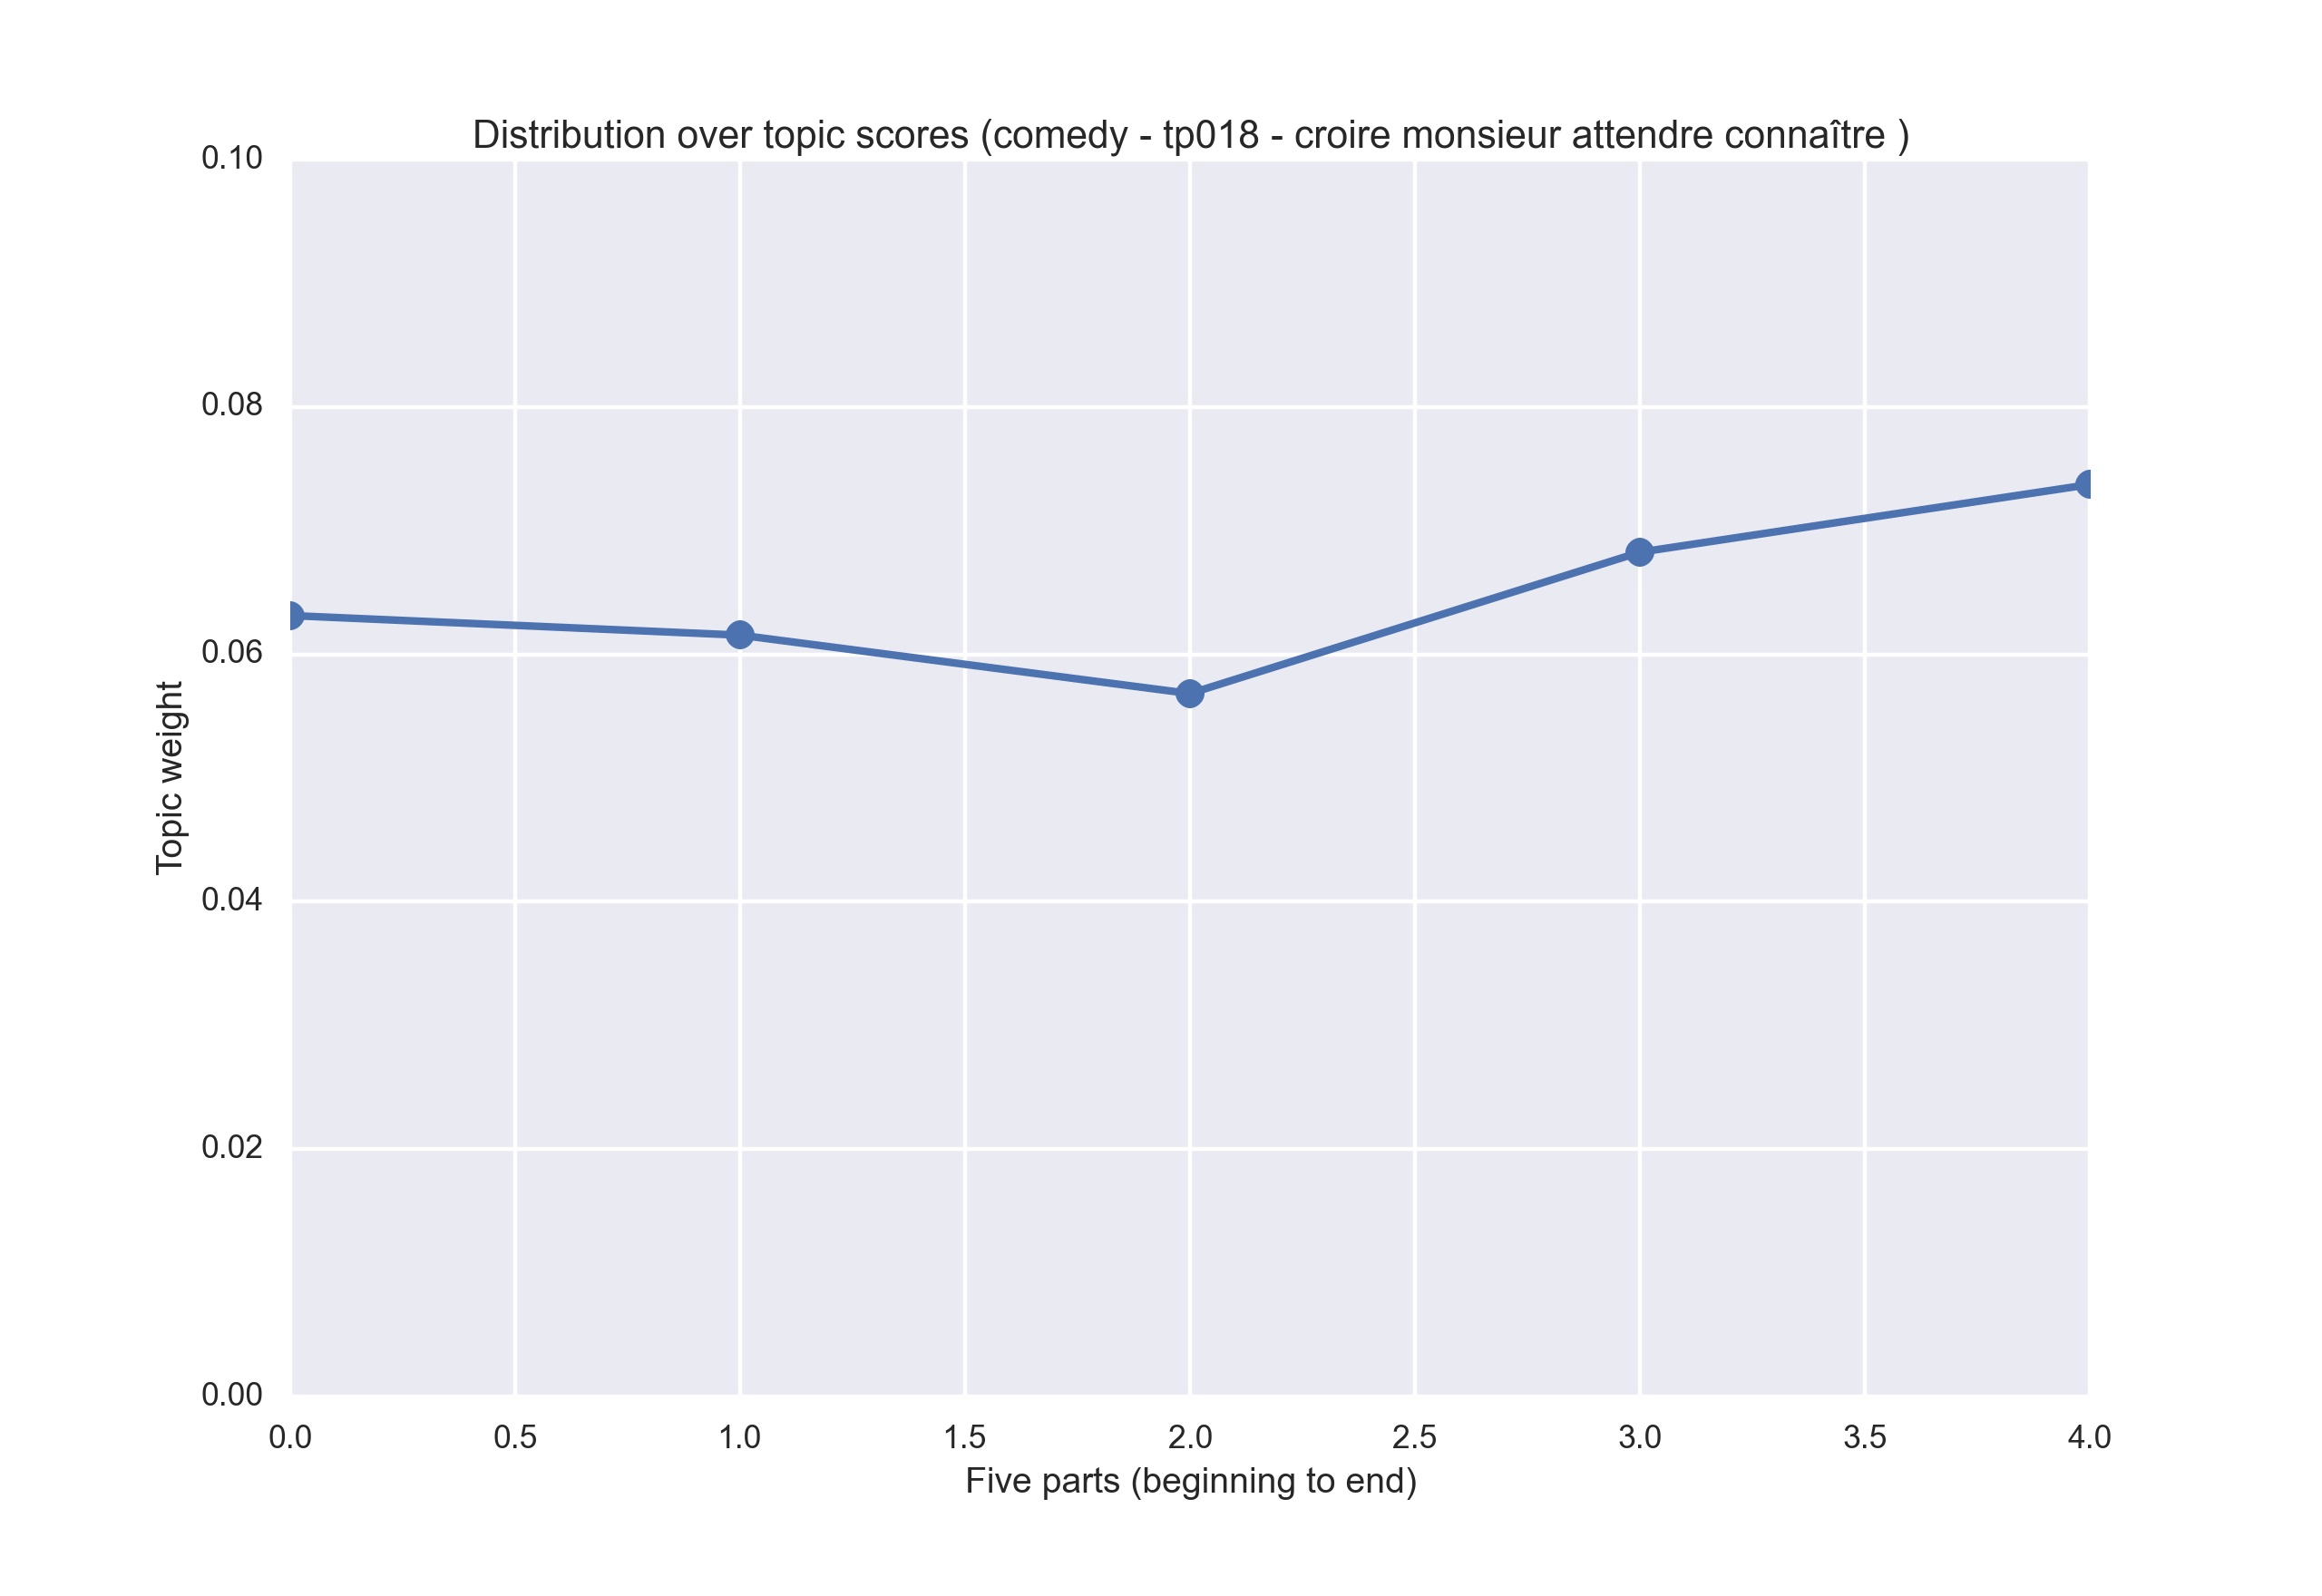 Distribution over topic scores (comedy - tp018 - croire monsieur attendre connaître )
0.10
0.08
0.06
0.04
0.02
0.00
Topic weight
0.0 0.5 1.0 1.5 2.0 2.5 3.0 3.5 4.0
Five parts (beginning to end)